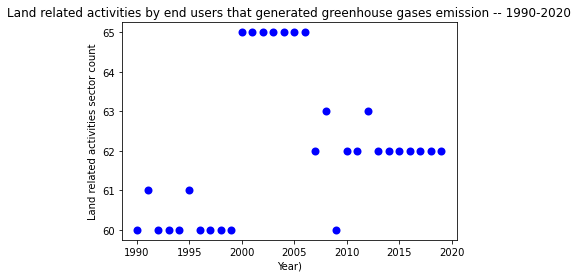 Land related activities by end users that generated greenhouse gases emission -- 1990-2020
Land related activities sector count
65
64
63
62
61
60
1990 1995 2000 2005 2010 2015 2020
Year)